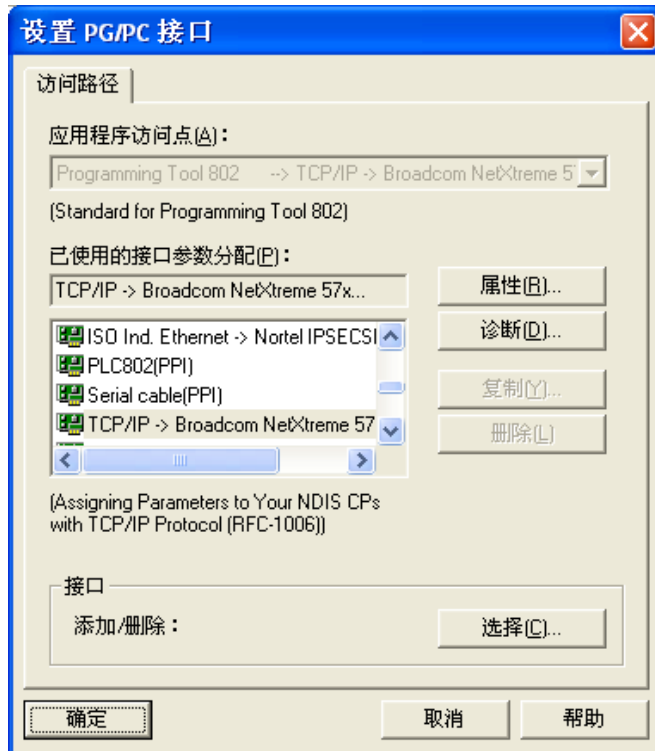 设置 PG/PC 接口
访问路径
应用程序访问点(A):
Programming Tool 802 --> TCP/IP -> Broadcom NetXtreme 5
(Standard for Programming Tool 802)
已使用的接口参数分配(P):
TCP/IP -> Broadcom NetXtreme 57x...
属性(R)...
ISO Ind. Ethernet -> Nortel IPSECSI
诊断(D)...
PLC802(PPI)
Serial cable(PPI)
复制(Y)...
TCP/IP -> Broadcom NetXtreme 57
删除(L)
(Assigning Parameters to Your NDIS CPs
with TCP/IP Protocol (RFC-1006))
接口
添加/删除:
选择(C)...
确定
取消
帮助